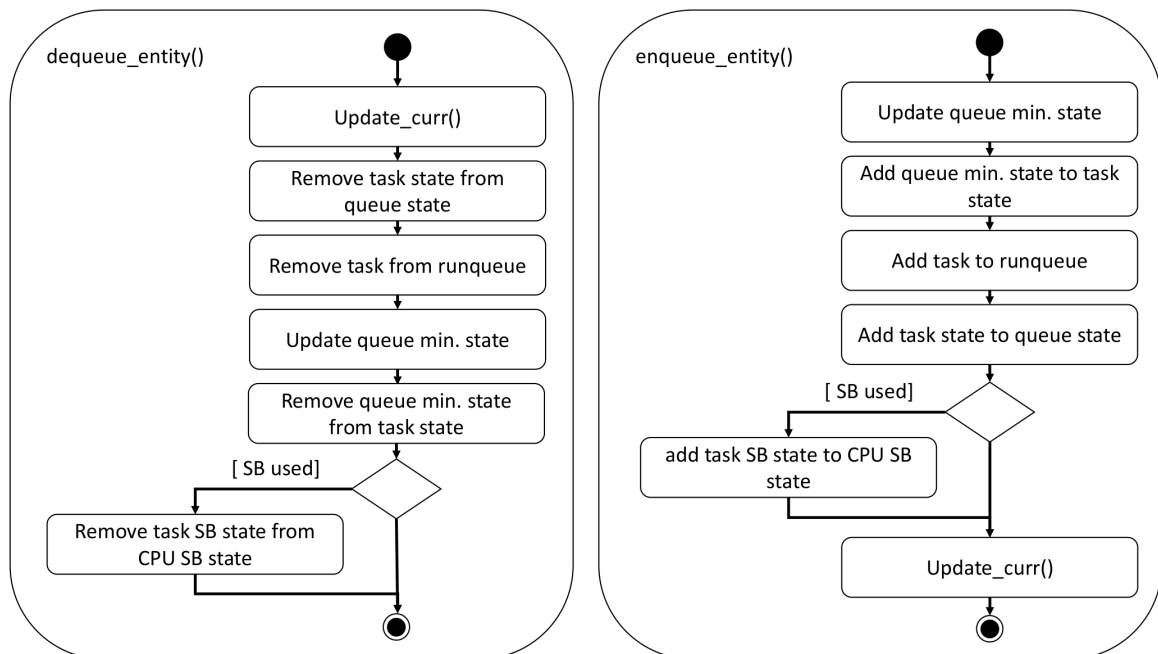 dequeue_entity()
Update_curr()
Remove task state from
queue state
Remove task from runqueue
Update queue min. state
Remove queue min. state
from task state
[ SB used]
Remove task SB state from
CPU SB state
enqueue_entity()
Update queue min. state
Add queue min. state to task
state
Add task to runqueue
Add task state to queue state
[ SB used]
add task SB state to CPU SB
state
Update_curr()